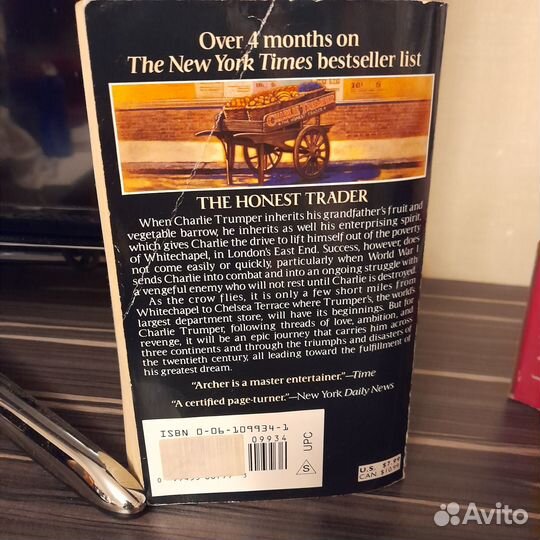 Over 4 months on
The New York Times bestseller list
CHARLIE TRUMPER
THE HONEST TRADER
When Charlie Trumper inherits his grandfather's fruit and
vegetable barrow, he inherits as well his enterprising spirit,
which gives Charlie the drive to lift himself out of the poverty
of Whitechapel, in London's East End. Success, however, does
not come easily or quickly, particularly when World War I
sends Charlie into combat and into an ongoing struggle with
a vengeful enemy who will not rest until Charlie is destroyed.
As the crow flies, it is only a few short miles from
Whitechapel to Chelsea Terrace where Trumper's, the world's
largest department store, will have its beginnings. But for
Charlie Trumper, following threads of love, ambition, and
revenge, it will be an epic journey that carries him across
three continents and through the triumphs and disasters of
the twentieth century, all leading toward the fulfillment of
his greatest dream.
"Archer is a master entertainer."—Time
"A certified page-turner."—New York Daily News
ISBN 0-06-109934-1
09934
UPC
S
U.S. $7.99
CAN. $10.99
Avito